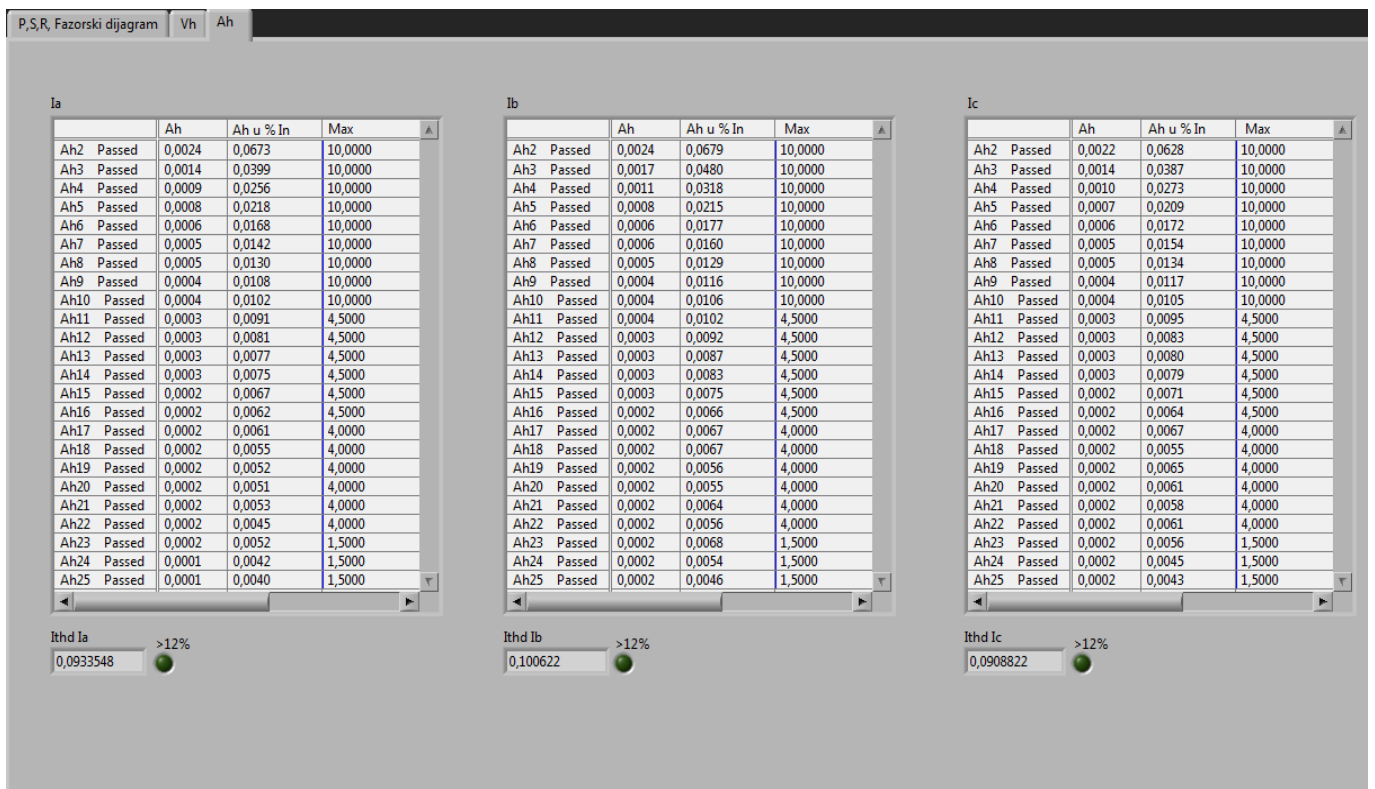 P,S,R, Fazorski dijagram Vh Ah
Ia
Ah Ah u % In Max
Ah2 Passed 0,0024 0,0673 10,0000
Ah3 Passed 0,0014 0,0399 10,0000
Ah4 Passed 0,0009 0,0256 10,0000
Ah5 Passed 0,0008 0,0218 10,0000
Ah6 Passed 0,0006 0,0168 10,0000
Ah7 Passed 0,0005 0,0142 10,0000
Ah8 Passed 0,0005 0,0130 10,0000
Ah9 Passed 0,0004 0,0108 10,0000
Ah10 Passed 0,0004 0,0102 10,0000
Ah11 Passed 0,0003 0,0091 4,5000
Ah12 Passed 0,0003 0,0081 4,5000
Ah13 Passed 0,0003 0,0077 4,5000
Ah14 Passed 0,0003 0,0075 4,5000
Ah15 Passed 0,0002 0,0067 4,5000
Ah16 Passed 0,0002 0,0062 4,5000
Ah17 Passed 0,0002 0,0061 4,0000
Ah18 Passed 0,0002 0,0055 4,0000
Ah19 Passed 0,0002 0,0052 4,0000
Ah20 Passed 0,0002 0,0051 4,0000
Ah21 Passed 0,0002 0,0053 4,0000
Ah22 Passed 0,0002 0,0045 4,0000
Ah23 Passed 0,0002 0,0052 1,5000
Ah24 Passed 0,0001 0,0042 1,5000
Ah25 Passed 0,0001 0,0040 1,5000
Ithd Ia >12%
0,0933548
Ib
Ah Ah u % In Max
Ah2 Passed 0,0024 0,0679 10,0000
Ah3 Passed 0,0017 0,0480 10,0000
Ah4 Passed 0,0011 0,0318 10,0000
Ah5 Passed 0,0008 0,0215 10,0000
Ah6 Passed 0,0006 0,0177 10,0000
Ah7 Passed 0,0006 0,0160 10,0000
Ah8 Passed 0,0005 0,0129 10,0000
Ah9 Passed 0,0004 0,0116 10,0000
Ah10 Passed 0,0004 0,0106 10,0000
Ah11 Passed 0,0004 0,0102 4,5000
Ah12 Passed 0,0003 0,0092 4,5000
Ah13 Passed 0,0003 0,0087 4,5000
Ah14 Passed 0,0003 0,0083 4,5000
Ah15 Passed 0,0003 0,0075 4,5000
Ah16 Passed 0,0002 0,0066 4,5000
Ah17 Passed 0,0002 0,0067 4,0000
Ah18 Passed 0,0002 0,0067 4,0000
Ah19 Passed 0,0002 0,0056 4,0000
Ah20 Passed 0,0002 0,0055 4,0000
Ah21 Passed 0,0002 0,0064 4,0000
Ah22 Passed 0,0002 0,0056 4,0000
Ah23 Passed 0,0002 0,0068 1,5000
Ah24 Passed 0,0002 0,0054 1,5000
Ah25 Passed 0,0002 0,0046 1,5000
Ithd Ib >12%
0,100622
Ic
Ah Ah u % In Max
Ah2 Passed 0,0022 0,0628 10,0000
Ah3 Passed 0,0014 0,0387 10,0000
Ah4 Passed 0,0010 0,0273 10,0000
Ah5 Passed 0,0007 0,0209 10,0000
Ah6 Passed 0,0006 0,0172 10,0000
Ah7 Passed 0,0005 0,0154 10,0000
Ah8 Passed 0,0005 0,0134 10,0000
Ah9 Passed 0,0004 0,0117 10,0000
Ah10 Passed 0,0004 0,0105 10,0000
Ah11 Passed 0,0003 0,0095 4,5000
Ah12 Passed 0,0003 0,0083 4,5000
Ah13 Passed 0,0003 0,0080 4,5000
Ah14 Passed 0,0003 0,0079 4,5000
Ah15 Passed 0,0002 0,0071 4,5000
Ah16 Passed 0,0002 0,0064 4,5000
Ah17 Passed 0,0002 0,0067 4,0000
Ah18 Passed 0,0002 0,0055 4,0000
Ah19 Passed 0,0002 0,0065 4,0000
Ah20 Passed 0,0002 0,0061 4,0000
Ah21 Passed 0,0002 0,0058 4,0000
Ah22 Passed 0,0002 0,0061 4,0000
Ah23 Passed 0,0002 0,0056 1,5000
Ah24 Passed 0,0002 0,0045 1,5000
Ah25 Passed 0,0002 0,0043 1,5000
Ithd Ic >12%
0,0908822